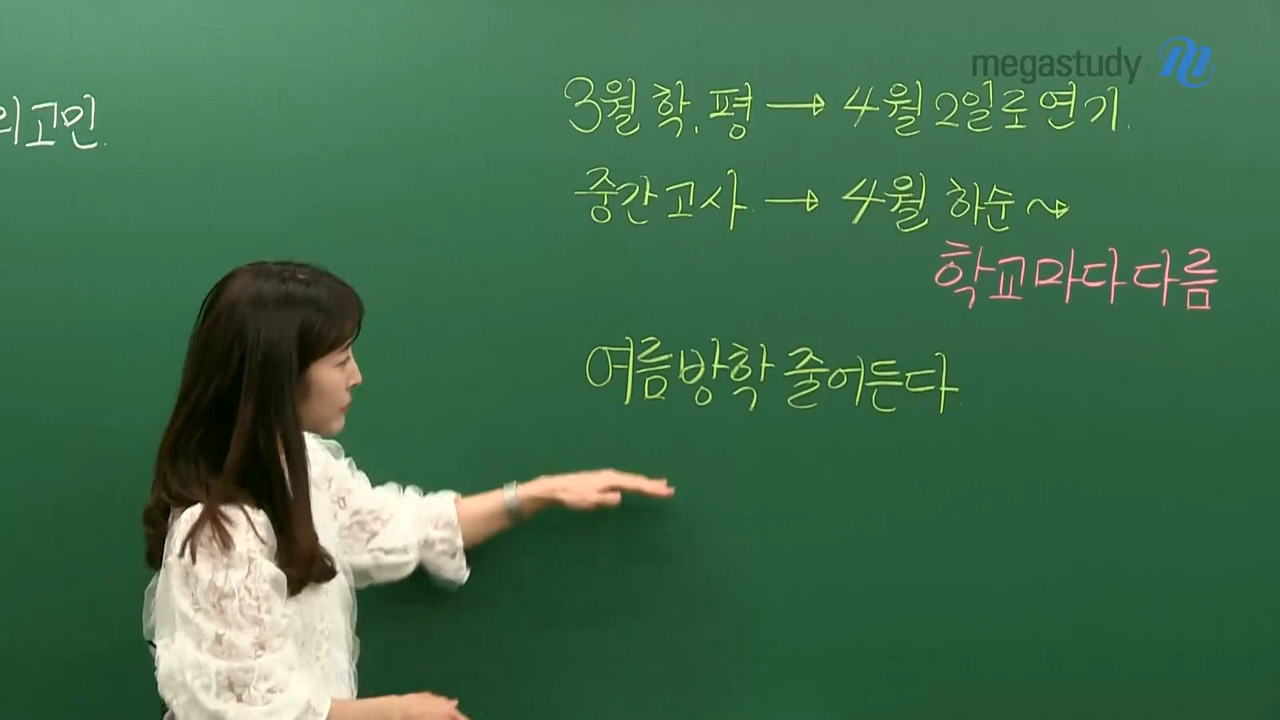 megastudy
의 고민.
3월 학.평 → 4월 2일로 연기.
중간고사. → 4월 하순 ~>
학교마다 다름
여름방학 줄어든다.